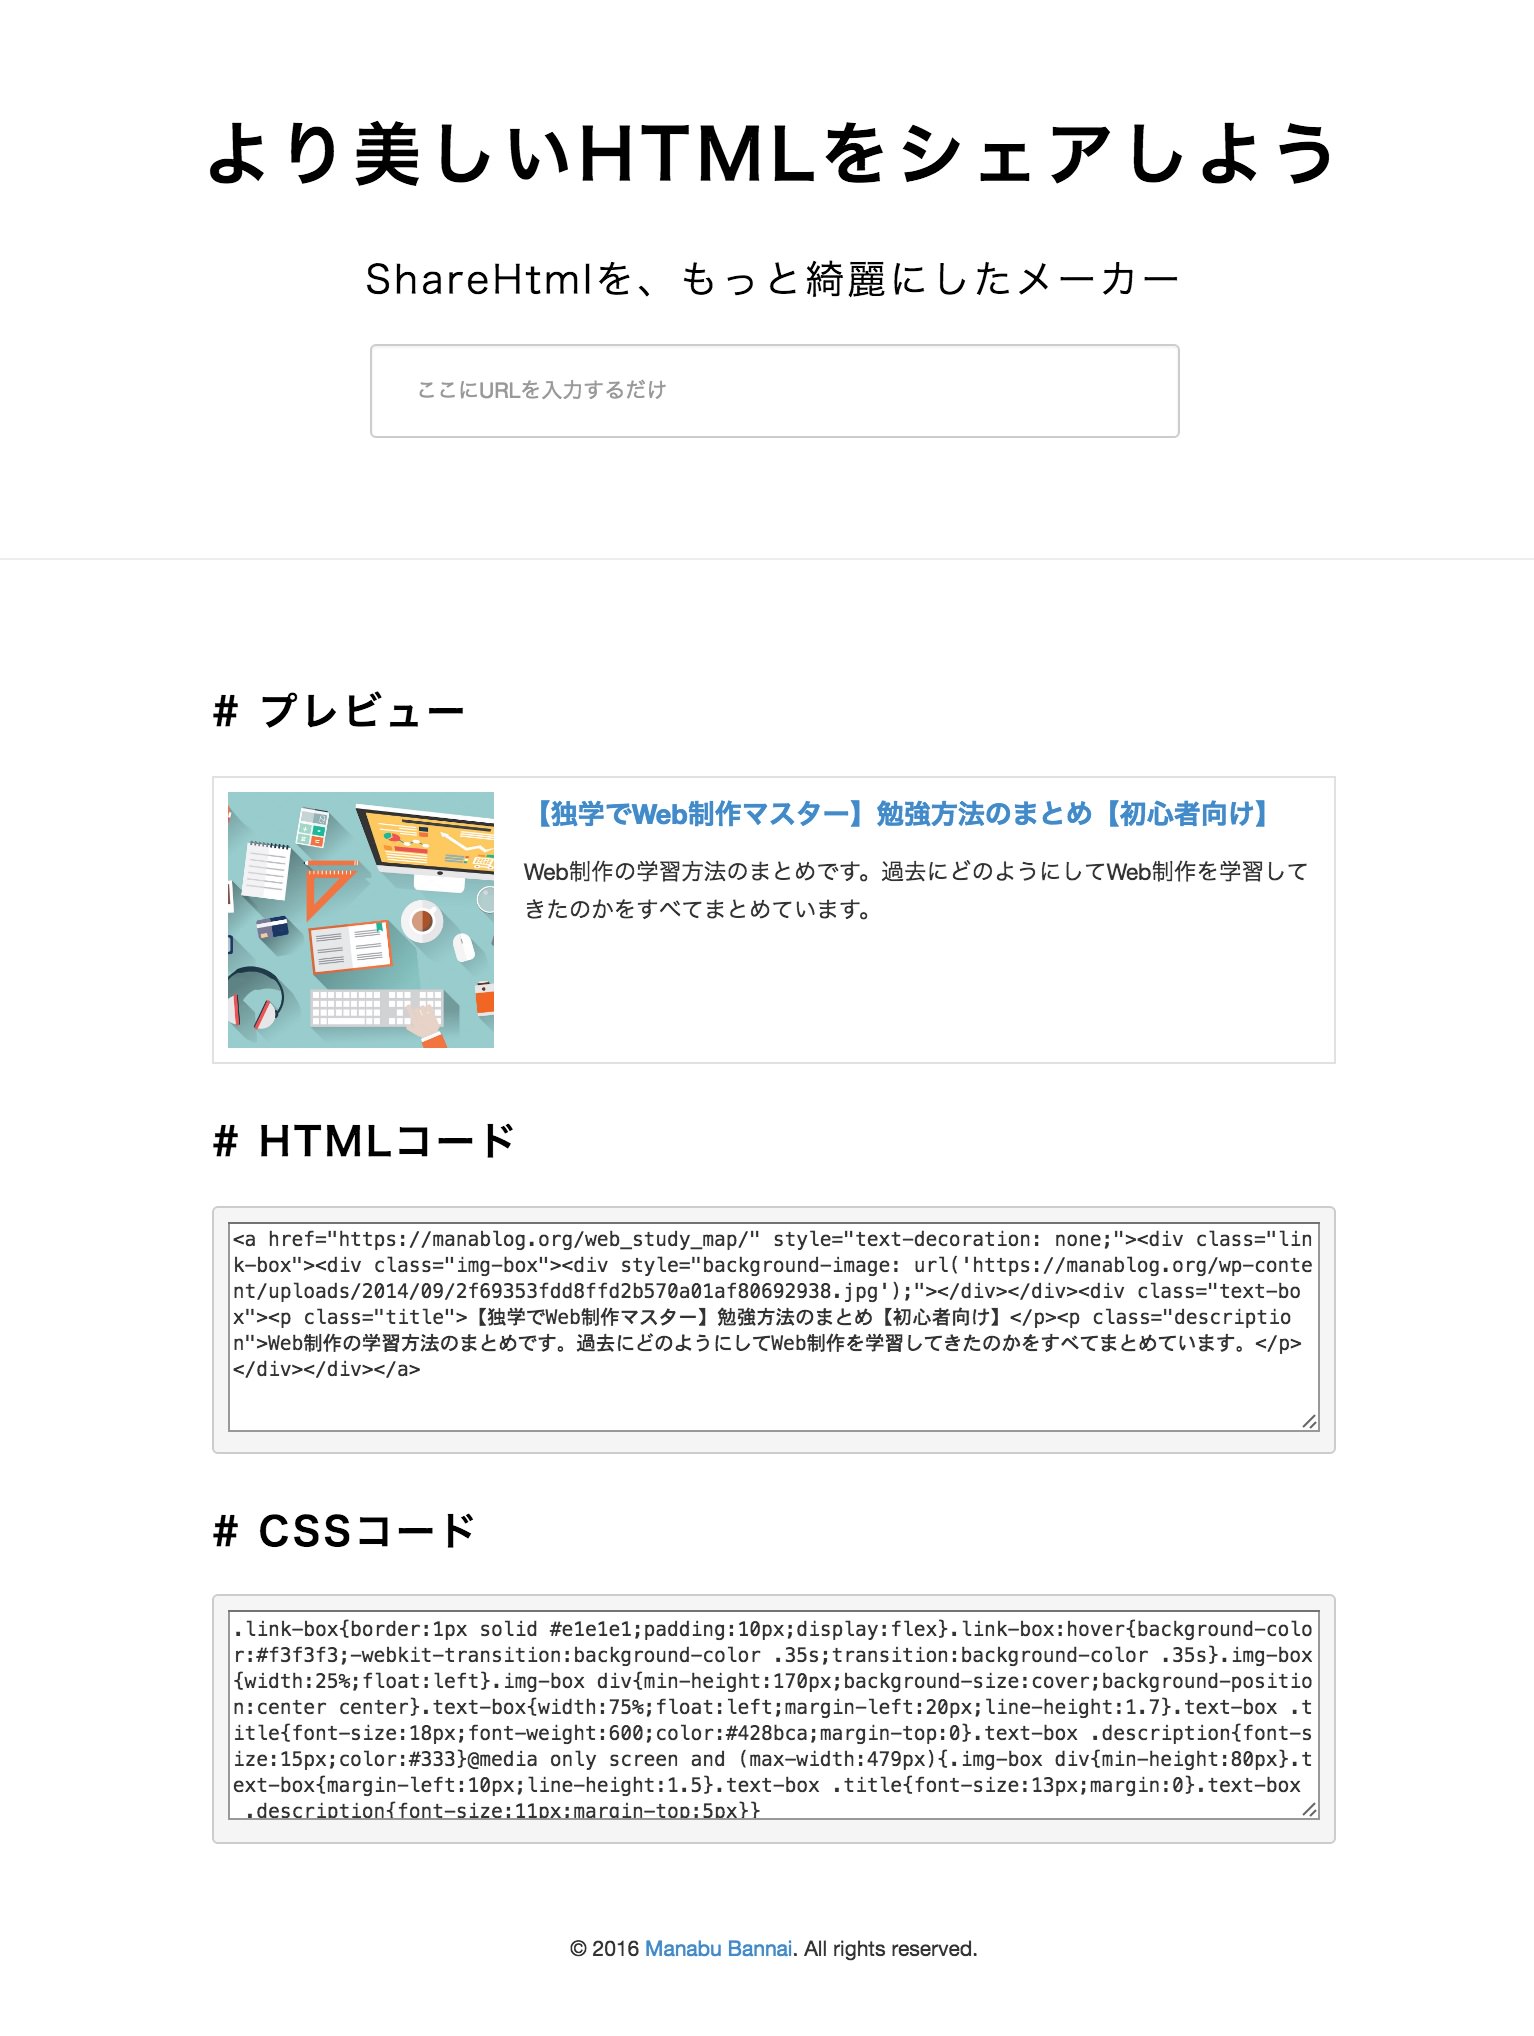 より美しいHTMLをシェアしよう
ShareHtmlを、もっと綺麗にしたメーカー
ここにURLを入力するだけ
# プレビュー
【独学でWeb制作マスター】勉強方法のまとめ【初心者向け】
Web制作の学習方法のまとめです。過去にどのようにしてWeb制作を学習して
きたのかをすべてまとめています。
# HTMLコード
<a href="https://manablog.org/web_study_map/" style="text-decoration: none;"><div class="lin
k-box"><div class="img-box"><div style="background-image: url('https://manablog.org/wp-conte
nt/uploads/2014/09/2f69353fdd8ffd2b570a01af80692938.jpg');"></div></div><div class="text-bo
x"><p class="title">【独学でWeb制作マスター】勉強方法のまとめ【初心者向け】</p><p class="descriptio
n">Web制作の学習方法のまとめです。過去にどのようにしてWeb制作を学習してきたのかをすべてまとめています。</p>
</div></div></a>
# CSSコード
.link-box{border:1px solid #e1e1e1;padding:10px;display:flex}.link-box:hover{background-colo
r:#f3f3f3;-webkit-transition:background-color .35s;transition:background-color .35s}.img-box
{width:25%;float:left}.img-box div{min-height:170px;background-size:cover;background-positio
n:center center}.text-box{width:75%;float:left;margin-left:20px;line-height:1.7}.text-box .t
itle{font-size:18px;font-weight:600;color:#428bca;margin-top:0}.text-box .description{font-s
ize:15px;color:#333}@media only screen and (max-width:479px){.img-box div{min-height:80px}.t
ext-box{margin-left:10px;line-height:1.5}.text-box .title{font-size:13px;margin:0}.text-box
.description{font-size:11px;margin-top:5px}}
© 2016 Manabu Bannai. All rights reserved.